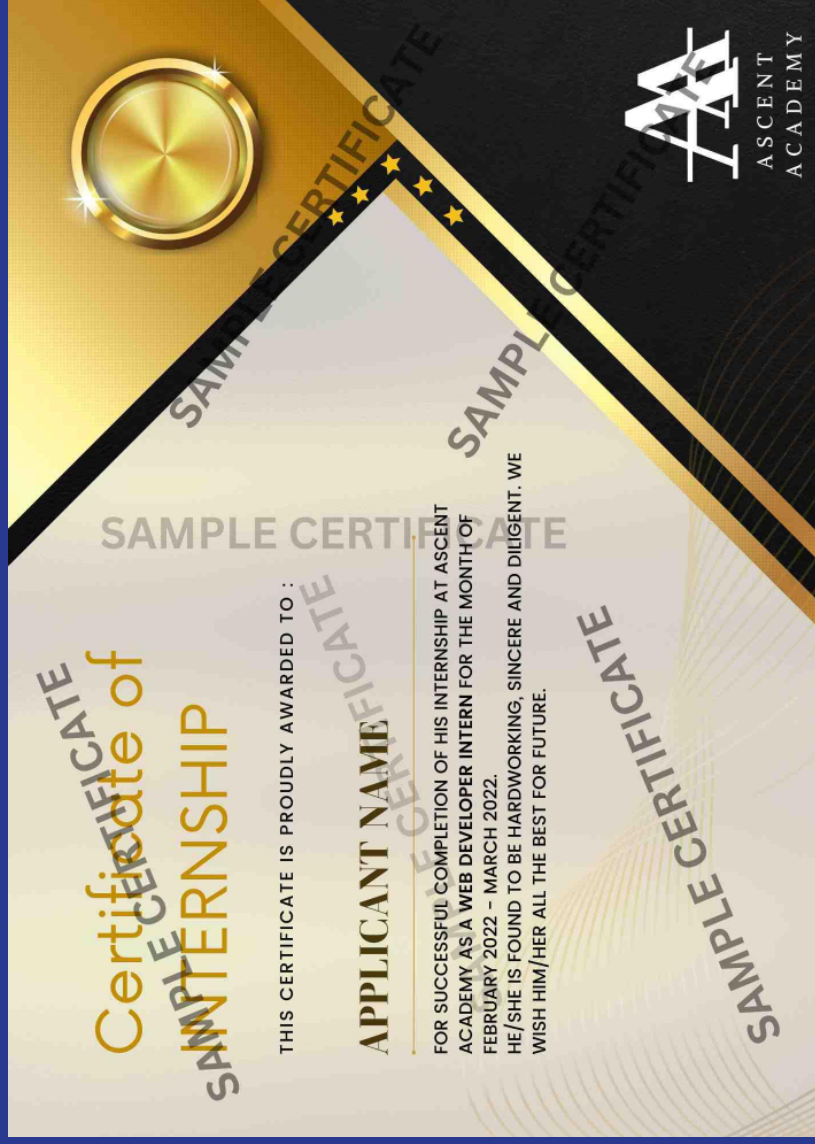 Certificate of
INTERNSHIP
THIS CERTIFICATE IS PROUDLY AWARDED TO :
APPLICANT NAME
FOR SUCCESSFUL COMPLETION OF HIS INTERNSHIP AT ASCENT
ACADEMY AS A WEB DEVELOPER INTERN FOR THE MONTH OF
FEBRUARY 2022 – MARCH 2022.
HE/SHE IS FOUND TO BE HARDWORKING, SINCERE AND DILIGENT. WE
WISH HIM/HER ALL THE BEST FOR FUTURE.
ASCENT
ACADEMY
SAMPLE CERTIFICATE
SAMPLE CERTIFICATE
SAMPLE CERTIFICATE
SAMPLE CERTIFICATE
SAMPLE CERTIFICATE
SAMPLE CERTIFICATE